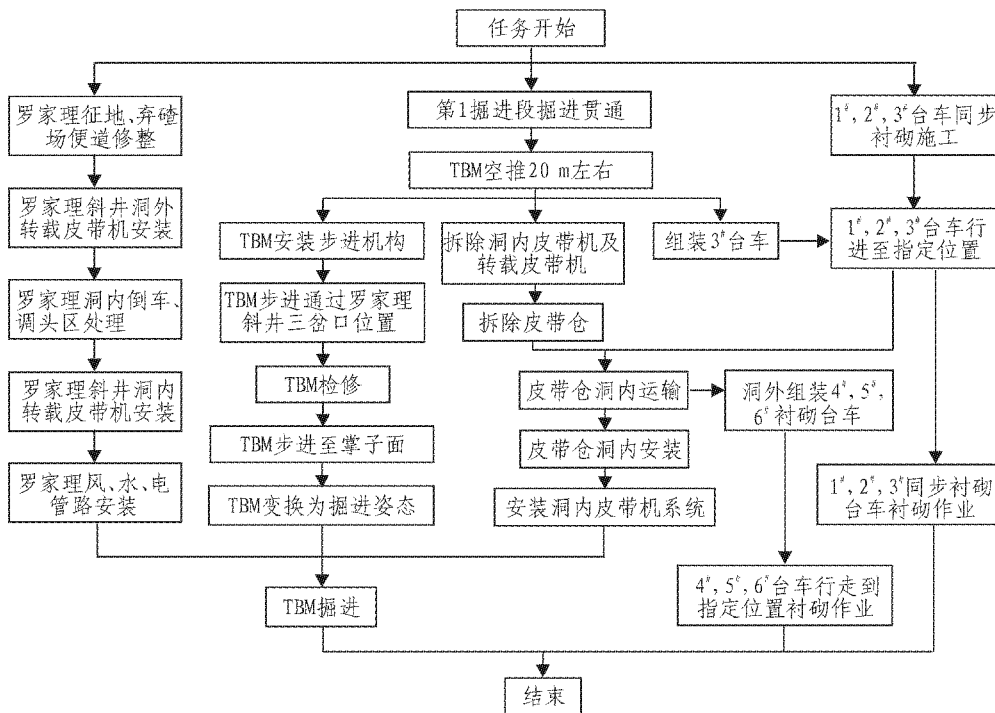 任务开始
罗家理征地、弃碴
场便道修整
罗家理斜井洞外
转载皮带机安装
罗家理洞内倒车、
调头区处理
罗家理斜井洞内
转载皮带机安装
罗家理风、水、电
管路安装
第1掘进段掘进贯通
TBM空推20 m左右
TBM安装步进机构
TBM步进通过罗家理
斜井三岔口位置
TBM检修
TBM步进至掌子面
TBM变换为掘进姿态
拆除洞内皮带机及
转载皮带机
拆除皮带仓
皮带仓洞内运输
皮带仓洞内安装
安装洞内皮带机系统
组装3#台车
1#, 2#, 3#台车同步
衬砌施工
1#, 2#, 3#台车行
进至指定位置
洞外组装4#, 5#,
6#衬砌台车
1#, 2#, 3#同步衬砌
台车衬砌作业
4#, 5#, 6#台车行走到
指定位置衬砌作业
TBM掘进
结束